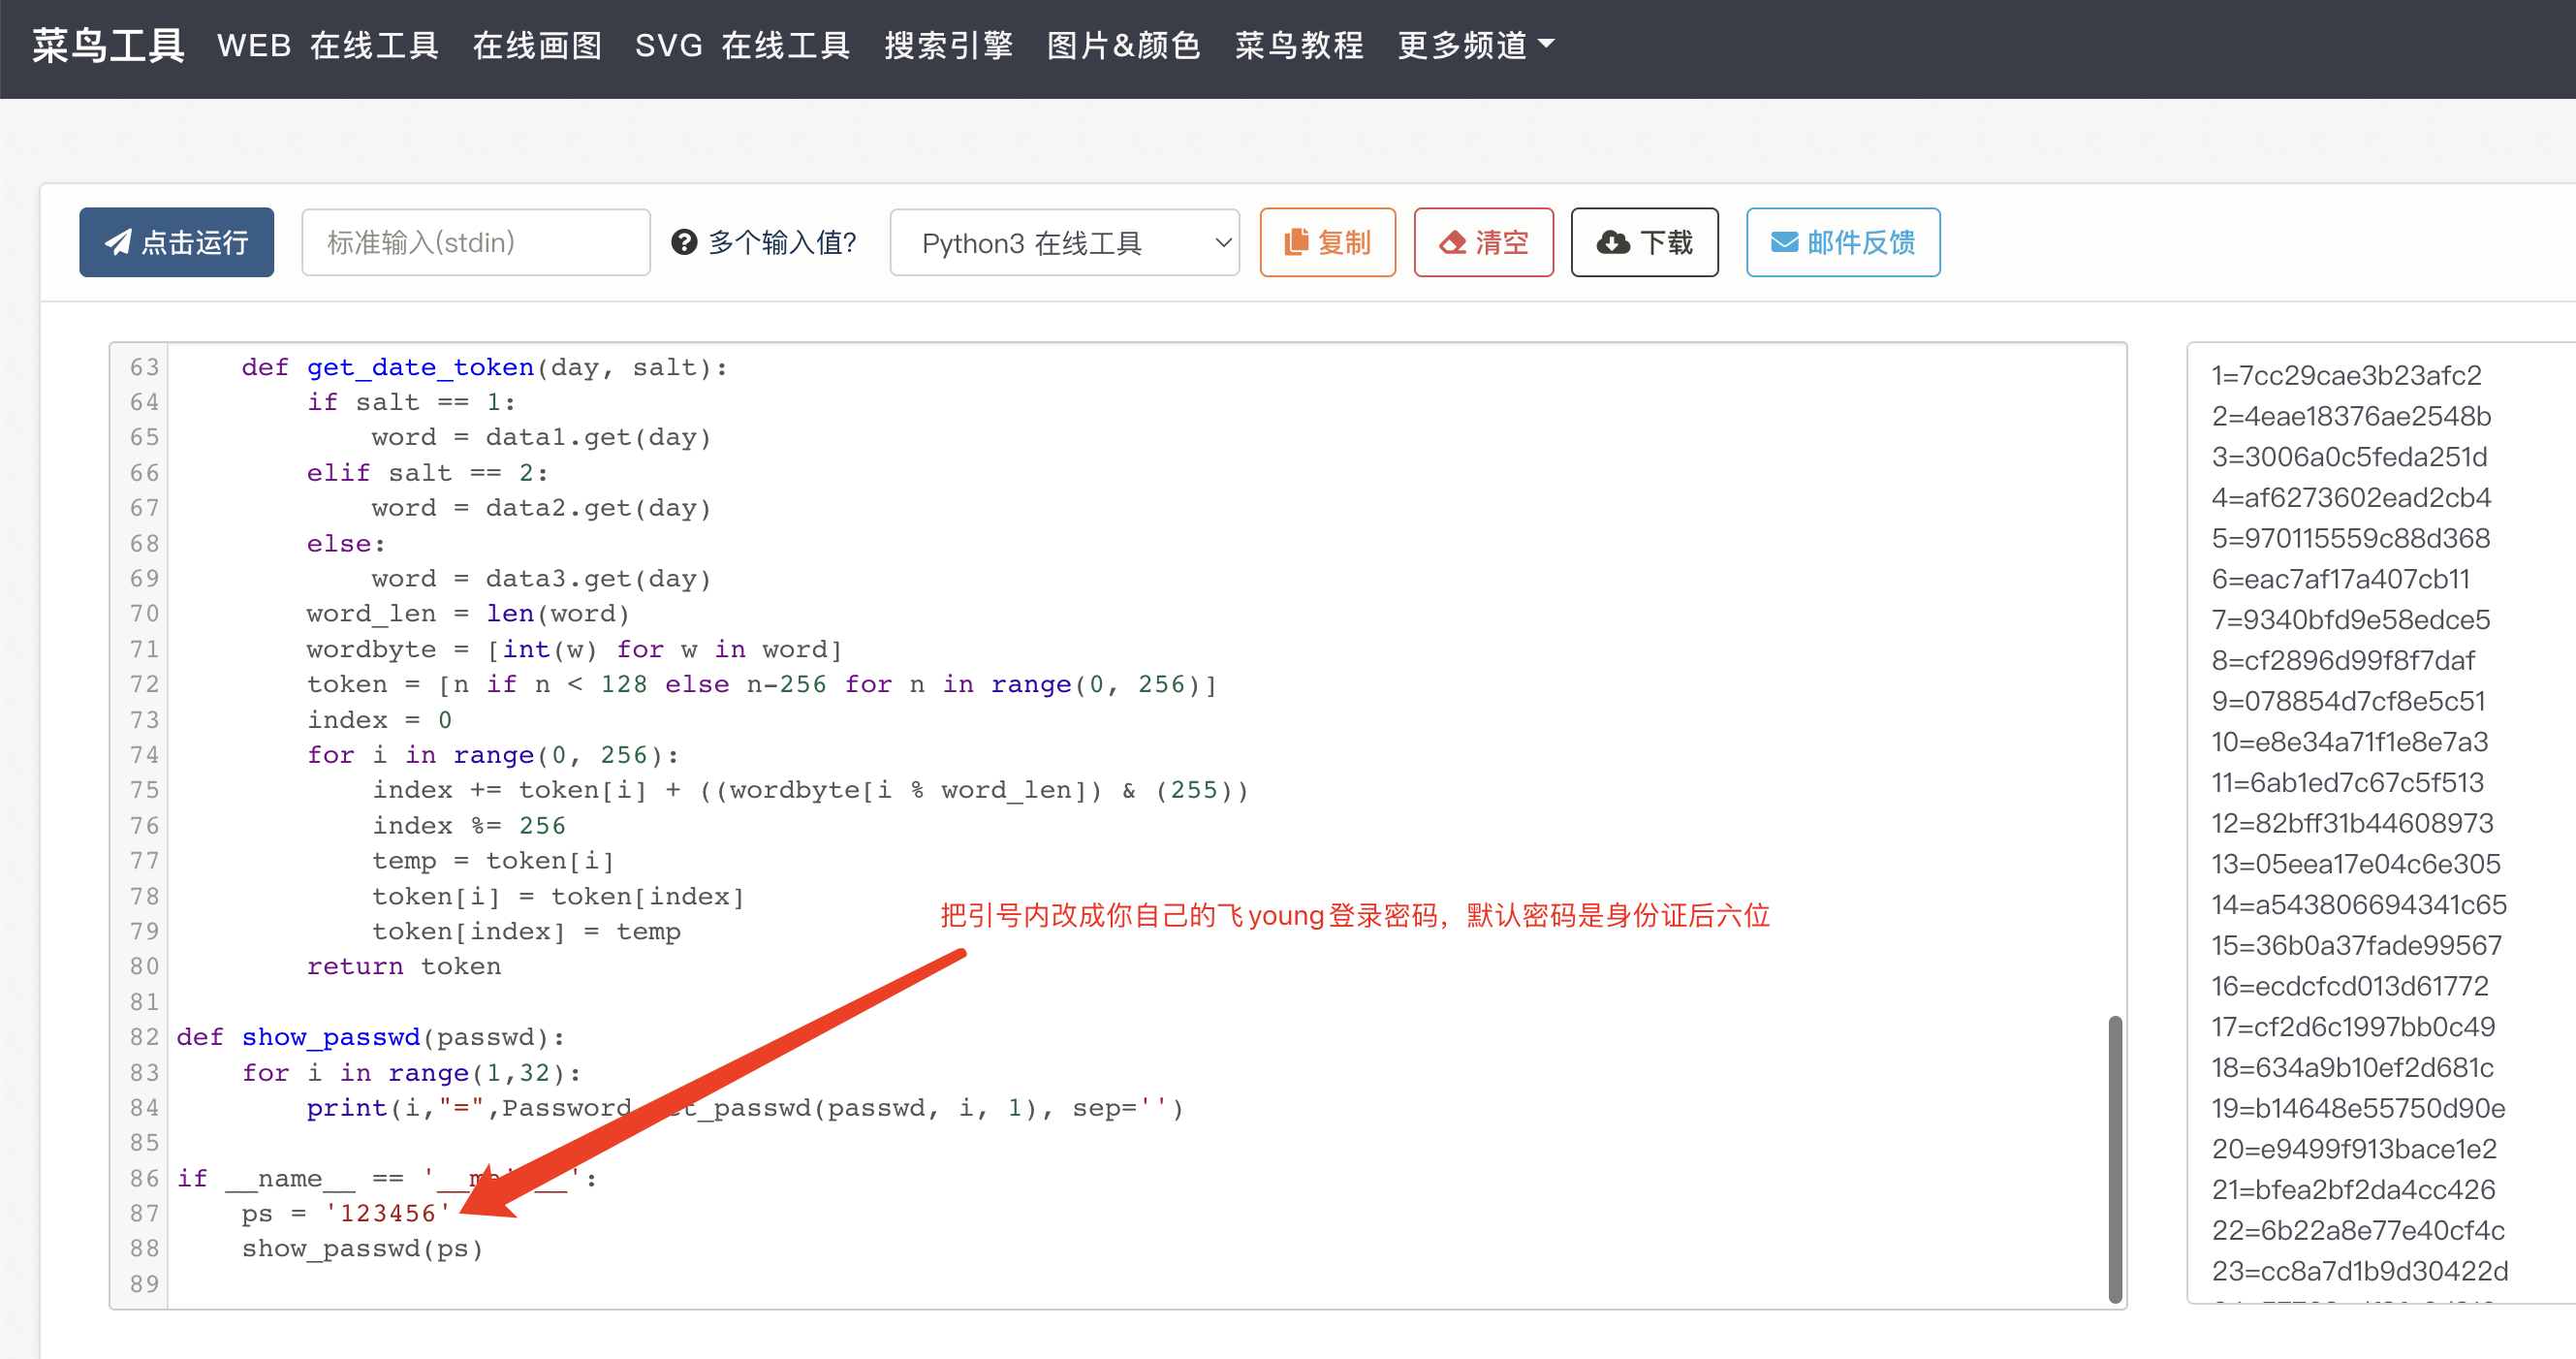 菜鸟工具 WEB 在线工具 在线画图 SVG 在线工具 搜索引擎 图片&颜色 菜鸟教程 更多频道
点击运行 标准输入(stdin) 多个输入值? Python3 在线工具 复制 清空 下载 邮件反馈
63 def get_date_token(day, salt):
64 if salt == 1:
65 word = data1.get(day)
66 elif salt == 2:
67 word = data2.get(day)
68 else:
69 word = data3.get(day)
70 word_len = len(word)
71 wordbyte = [int(w) for w in word]
72 token = [n if n < 128 else n-256 for n in range(0, 256)]
73 index = 0
74 for i in range(0, 256):
75 index += token[i] + ((wordbyte[i % word_len]) & (255))
76 index %= 256
77 temp = token[i]
78 token[i] = token[index]
79 token[index] = temp
80 return token
81
82 def show_passwd(passwd):
83 for i in range(1,32):
84 print(i,"=",Password t_passwd(passwd, i, 1), sep='')
85
86 if __name__ == '__m __':
87 ps = '123456'
88 show_passwd(ps)
89
把引号内改成你自己的飞young登录密码，默认密码是身份证后六位
1=7cc29cae3b23afc2
2=4eae18376ae2548b
3=3006a0c5feda251d
4=af6273602ead2cb4
5=970115559c88d368
6=eac7af17a407cb11
7=9340bfd9e58edce5
8=cf2896d99f8f7daf
9=078854d7cf8e5c51
10=e8e34a71f1e8e7a3
11=6ab1ed7c67c5f513
12=82bff31b44608973
13=05eea17e04c6e305
14=a543806694341c65
15=36b0a37fade99567
16=ecdcfcd013d61772
17=cf2d6c1997bb0c49
18=634a9b10ef2d681c
19=b14648e55750d90e
20=e9499f913bace1e2
21=bfea2bf2da4cc426
22=6b22a8e77e40cf4c
23=cc8a7d1b9d30422d